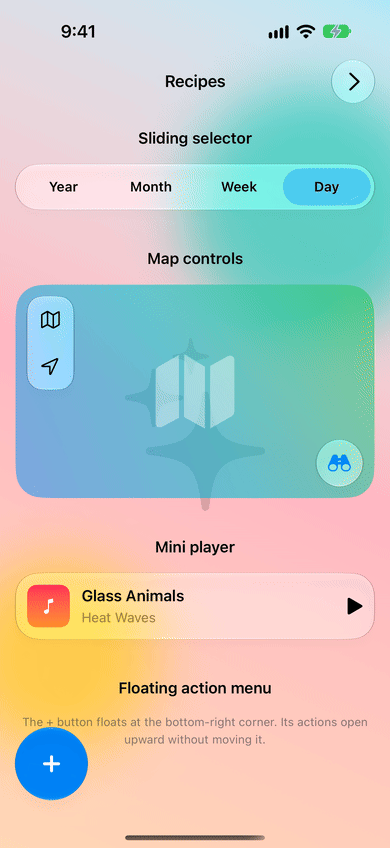 9:41
Recipes
Sliding selector
Year Month Week Day
Map controls
Mini player
Glass Animals
Heat Waves
Floating action menu
The + button floats at the bottom-right corner. Its actions open
upward without moving it.
+